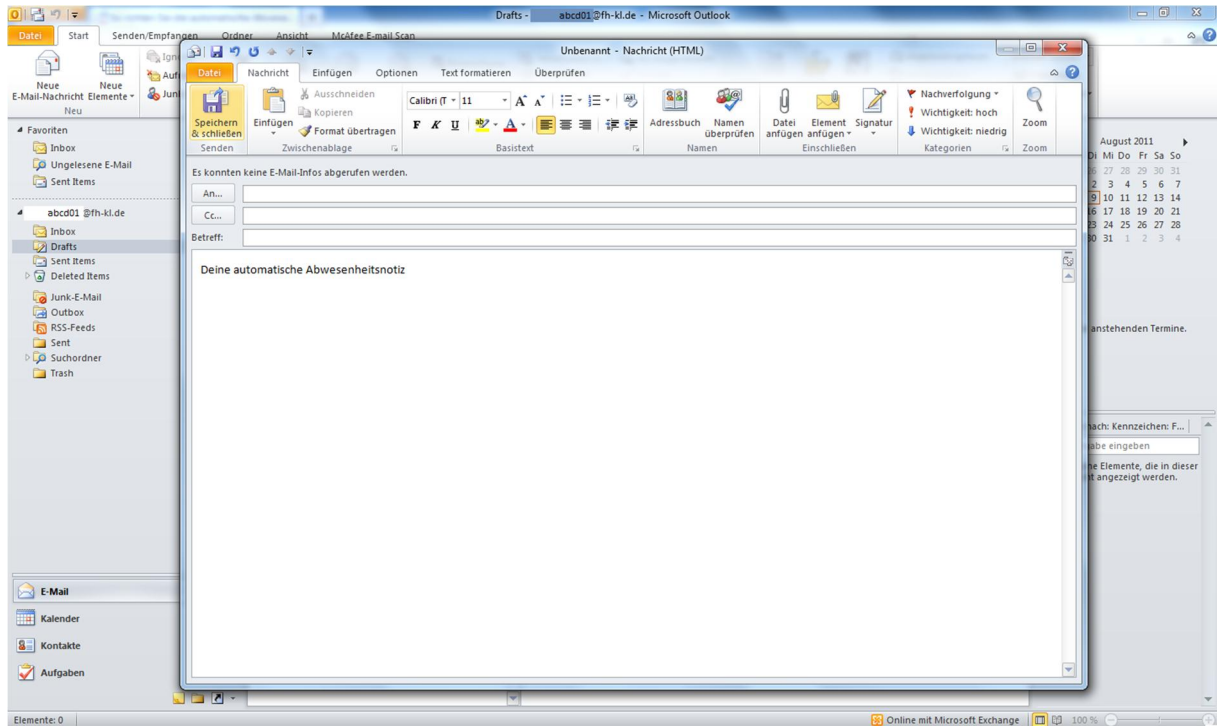 Drafts - abcd01 @fh-kl.de - Microsoft Outlook
Datei Start Senden/Empfangen Ordner Ansicht McAfee E-mail Scan
Neue E-Mail-Nachricht
Neue Elemente
Neu
Favoriten
Inbox
Ungelesene E-Mail
Sent Items
abcd01 @fh-kl.de
Inbox
Drafts
Sent Items
Deleted Items
Junk-E-Mail
Outbox
RSS-Feeds
Sent
Suchordner
Trash
E-Mail
Kalender
Kontakte
Aufgaben
Unbenannt - Nachricht (HTML)
Datei Nachricht Einfügen Optionen Text formatieren Überprüfen
Speichern & schließen
Senden
Einfügen
Ausschneiden
Kopieren
Format übertragen
Zwischenablage
Calibri (T 11
F K U
Basistext
Adressbuch
Namen überprüfen
Namen
Datei anfügen
Element anfügen
Signatur
Einschließen
Nachverfolgung
Wichtigkeit: hoch
Wichtigkeit: niedrig
Kategorien
Zoom
Zoom
Es konnten keine E-Mail-Infos abgerufen werden.
An...
Cc...
Betreff:
Deine automatische Abwesenheitsnotiz
August 2011
Di Mi Do Fr Sa So
27 28 29 30 31
2 3 4 5 6 7
9 10 11 12 13 14
16 17 18 19 20 21
23 24 25 26 27 28
30 31 1 2 3 4
anstehenden Termine.
nach: Kennzeichen: F...
eingeben
Elemente, die in dieser
angezeigt werden.
Elemente: 0
Online mit Microsoft Exchange
100 %